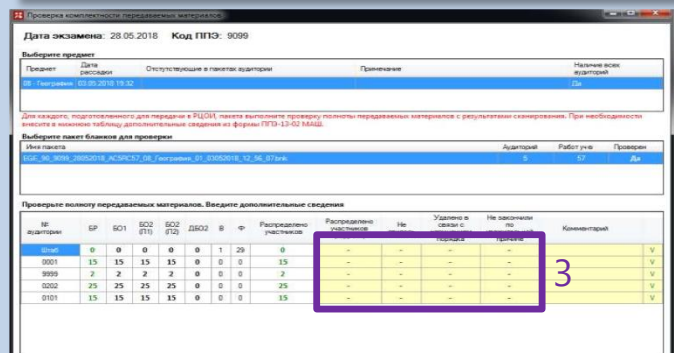 Проверка комплектности передаваемых материалов
Дата экзамена: 28.05.2018 Код ППЭ: 9099
Выберите предмет
Предмет Дата рассадки Отсутствующие в пакетах аудитории Примечание Наличие всех аудиторий
08 - География 03.05.2018 19:32 Да
Для каждого, подготовленного для передачи в РЦОИ, пакета выполните проверку полноты передаваемых материалов с результатами сканирования. При необходимости
внесите в нижнюю таблицу дополнительные сведения из формы ППЭ-13-02 МАШ.
Выберите пакет бланков для проверки
Имя пакета Аудиторий Работ уч-в Проверен
5 57 Да
Проверьте полноту передаваемых материалов. Введите дополнительные сведения
№ аудитории БР БО1 БО2 (П1) БО2 (П2) ДБО2 В Ф Распределено участников Распределено участников Не Удалено в связи с порядка Не закончили по причине Комментарий
Штаб 0 0 0 0 0 1 29 0 - - - - V
0001 15 15 15 15 0 0 0 15 - - - - V
9999 2 2 2 2 0 0 0 2 - - - - V
0202 25 25 25 25 0 0 0 25 - - - - V
0101 15 15 15 15 0 0 0 15 - - - - V
3